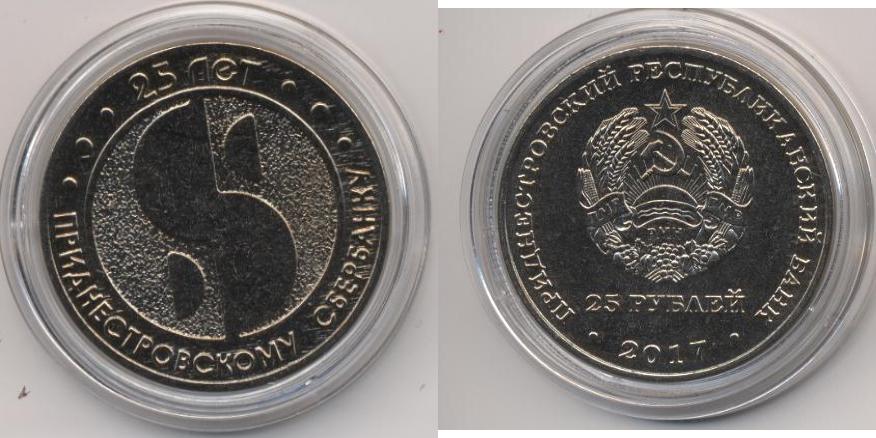 25 ЛЕТ
ПРИДНЕСТРОВСКОМУ СБЕРБАНКУ
ПРИДНЕСТРОВСКИЙ РЕСПУБЛИКАНСКИЙ БАНК
25 РУБЛЕЙ
2017